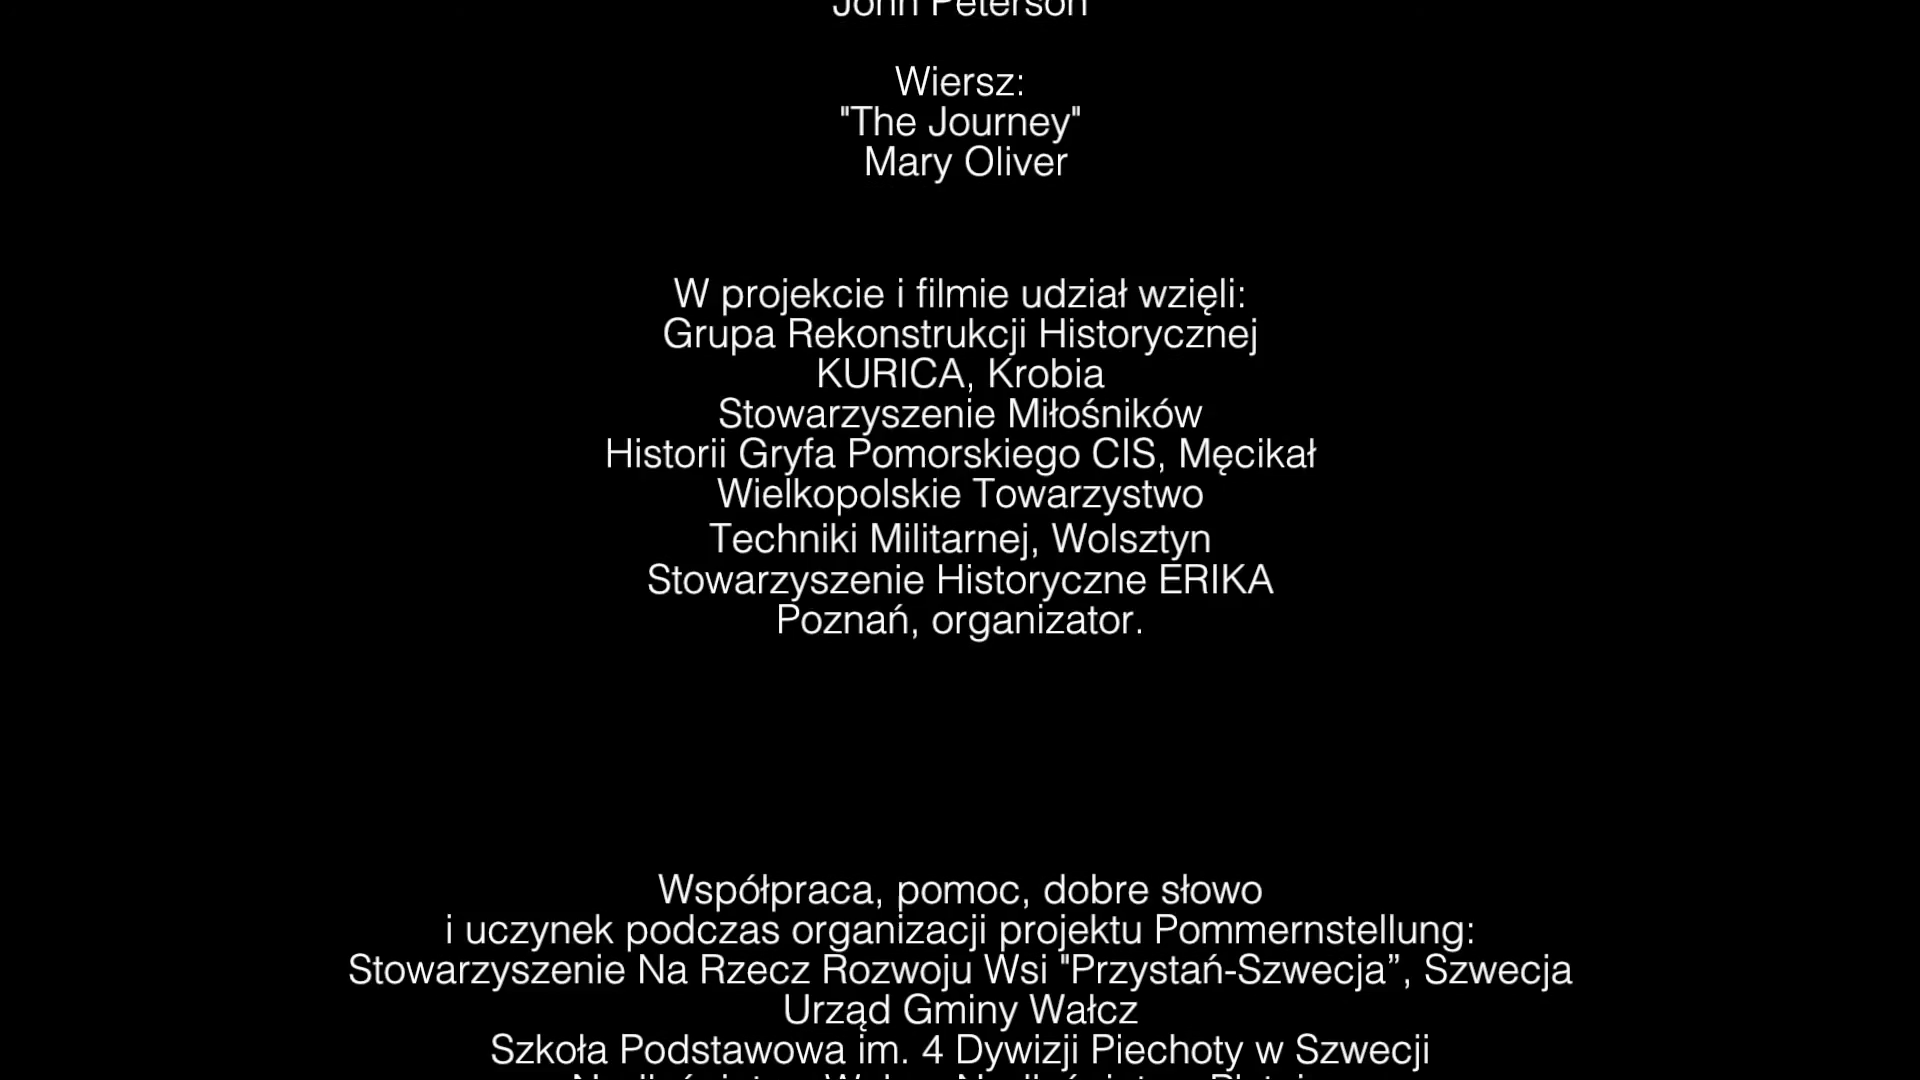 John Peterson
Wiersz:
"The Journey"
Mary Oliver
W projekcie i filmie udział wzięli:
Grupa Rekonstrukcji Historycznej
KURICA, Krobia
Stowarzyszenie Miłośników
Historii Gryfa Pomorskiego CIS, Męcikał
Wielkopolskie Towarzystwo
Techniki Militarnej, Wolsztyn
Stowarzyszenie Historyczne ERIKA
Poznań, organizator.
Współpraca, pomoc, dobre słowo
i uczynek podczas organizacji projektu Pommernstellung:
Stowarzyszenie Na Rzecz Rozwoju Wsi "Przystań-Szwecja”, Szwecja
Urząd Gminy Wałcz
Szkoła Podstawowa im. 4 Dywizji Piechoty w Szwecji